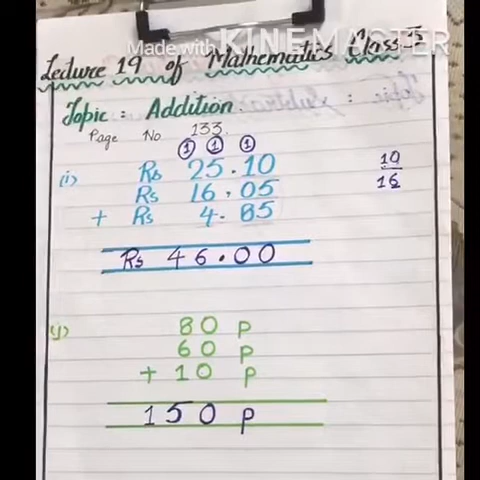 Made with KINEMASTER
Lecture 19 of Mathematics Class
Topic : Addition.
Page No 133
1 1 1
(i) Rs 25.10
Rs 16.05
+ Rs 4.85
Rs 46.00
10
16
(j) 80 p
60 p
+ 10 p
150 p